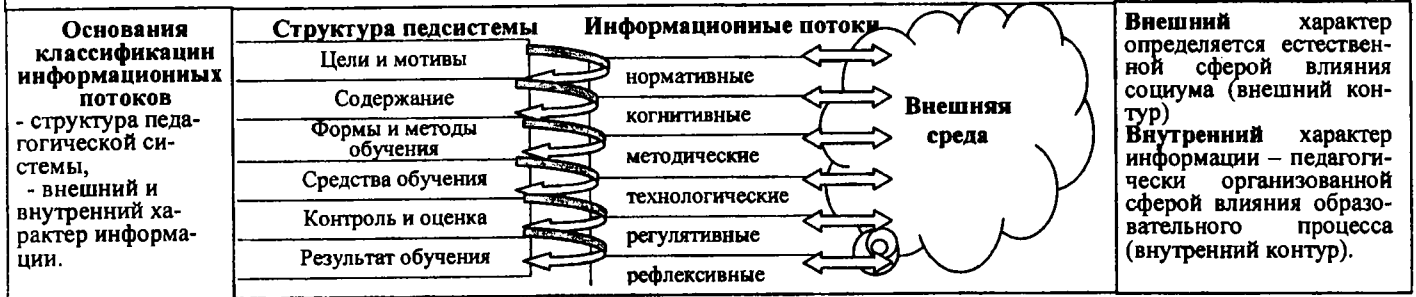 Основания
классификации
информационных
потоков
- структура педа-
гогической си-
стемы,
- внешний и
внутренний ха-
рактер информа-
ции.
Структура педсистемы
Цели и мотивы
Содержание
Формы и методы
обучения
Средства обучения
Контроль и оценка
Результат обучения
Информационные потоки
нормативные
когнитивные
методические
технологические
регулятивные
рефлексивные
Внешняя
среда
Внешний характер
определяется естествен-
ной сферой влияния
социума (внешний кон-
тур)
Внутренний характер
информации – педагоги-
чески организованной
сферой влияния образо-
вательного процесса
(внутренний контур).